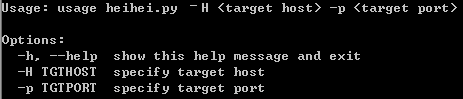 Usage: usage heihei.py -H <target host> -p <target port>
Options:
-h, --help  show this help message and exit
-H TGTHOST  specify target host
-p TGTPORT  specify target port